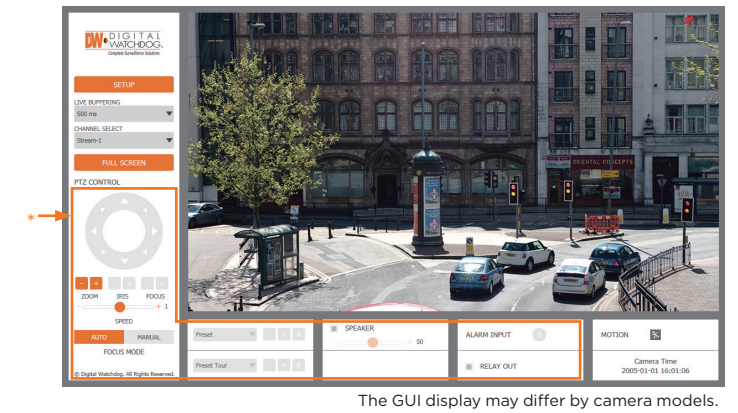 DIGITAL
WATCHDOG®
Complete Surveillance Solutions
SETUP
LIVE BUFFERING
500 ms
CHANNEL SELECT
Stream-1
FULL SCREEN
PTZ CONTROL
*
- + - + - +
ZOOM IRIS FOCUS
- + 1
SPEED
AUTO MANUAL
FOCUS MODE
© Digital Watchdog. All Rights Reserved.
ORIENTAL CONCEPTS
Preset
Preset Tour
SPEAKER
- + 50
ALARM INPUT 1
RELAY OUT
MOTION
Camera Time
2005-01-01 16:01:06
The GUI display may differ by camera models.